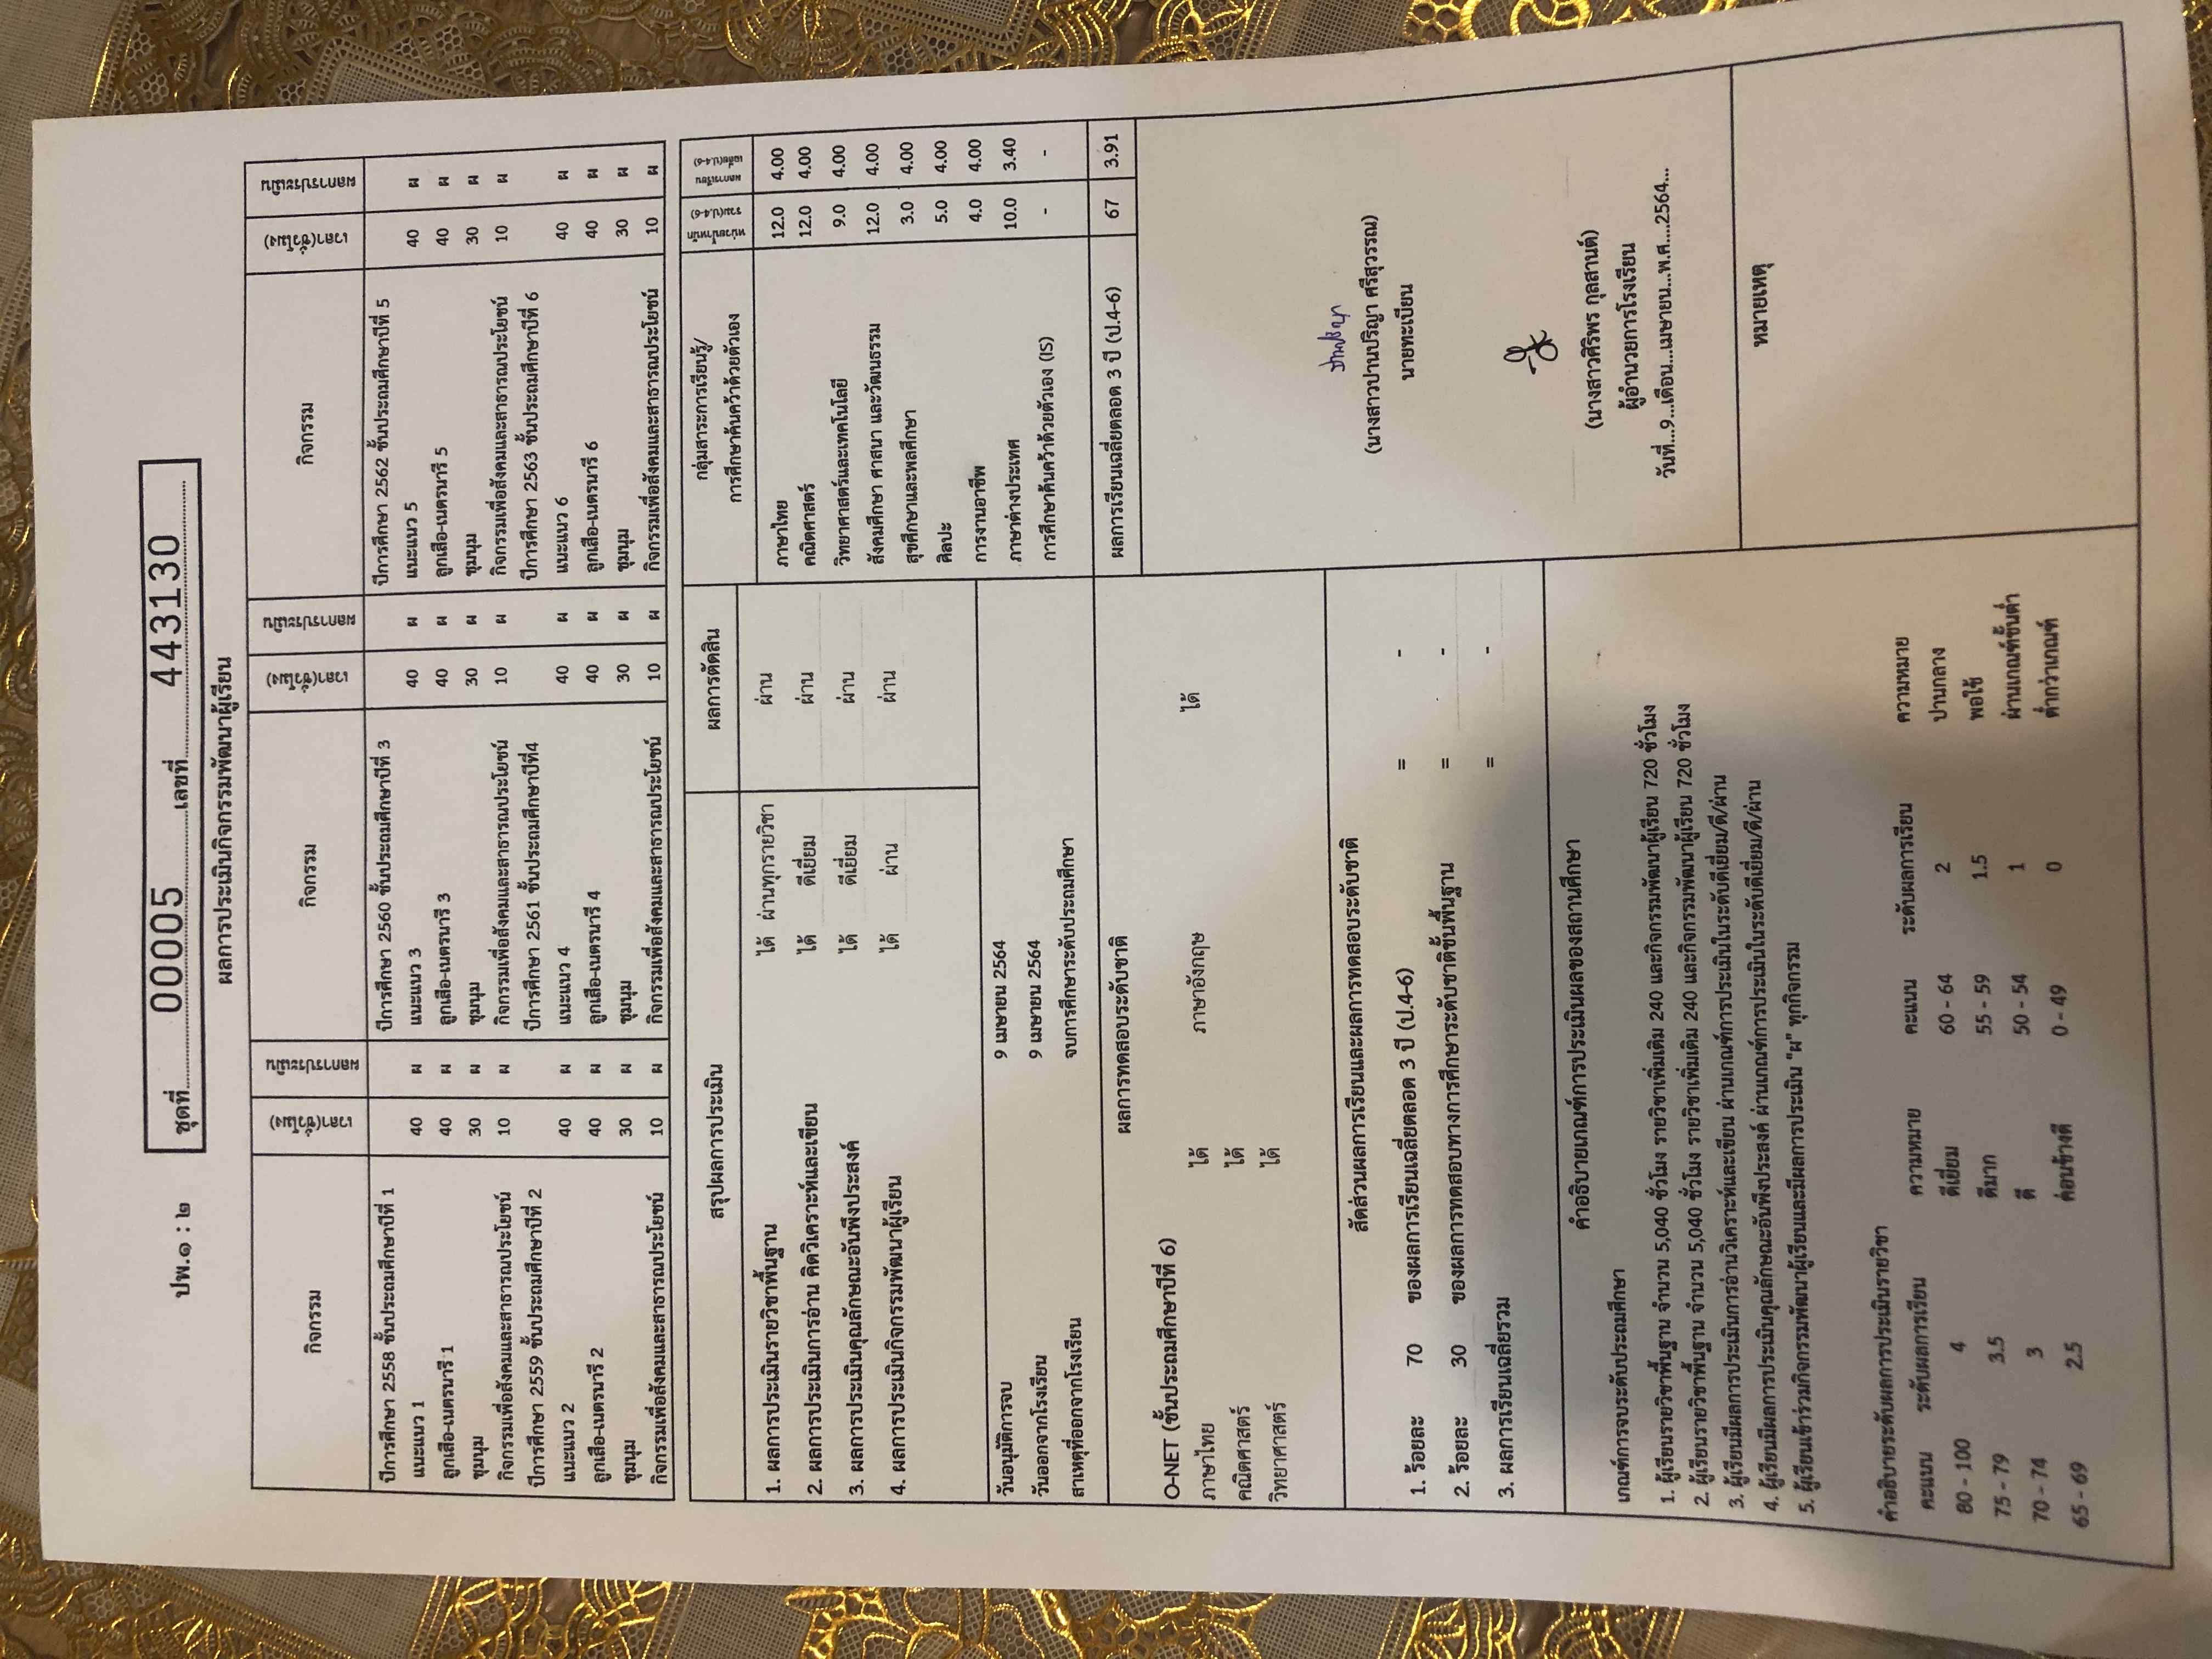 ปพ.๑ : ๒
ชุดที่ 00005 เลขที่ 443130
ผลการประเมินกิจกรรมพัฒนาผู้เรียน
กิจกรรม เวลา(ชั่วโมง) ผลการประเมิน กิจกรรม เวลา(ชั่วโมง) ผลการประเมิน กิจกรรม เวลา(ชั่วโมง) ผลการประเมิน
ปีการศึกษา 2558 ชั้นประถมศึกษาปีที่ 1 ปีการศึกษา 2560 ชั้นประถมศึกษาปีที่ 3 ปีการศึกษา 2562 ชั้นประถมศึกษาปีที่ 5
แนะแนว 1 40 ผ แนะแนว 3 40 ผ แนะแนว 5 40 ผ
ลูกเสือ-เนตรนารี 1 40 ผ ลูกเสือ-เนตรนารี 3 40 ผ ลูกเสือ-เนตรนารี 5 40 ผ
ชุมนุม 30 ผ ชุมนุม 30 ผ ชุมนุม 30 ผ
กิจกรรมเพื่อสังคมและสาธารณประโยชน์ 10 ผ กิจกรรมเพื่อสังคมและสาธารณประโยชน์ 10 ผ กิจกรรมเพื่อสังคมและสาธารณประโยชน์ 10 ผ
ปีการศึกษา 2559 ชั้นประถมศึกษาปีที่ 2 ปีการศึกษา 2561 ชั้นประถมศึกษาปีที่4 ปีการศึกษา 2563 ชั้นประถมศึกษาปีที่ 6
แนะแนว 2 40 ผ แนะแนว 4 40 ผ แนะแนว 6 40 ผ
ลูกเสือ-เนตรนารี 2 40 ผ ลูกเสือ-เนตรนารี 4 40 ผ ลูกเสือ-เนตรนารี 6 40 ผ
ชุมนุม 30 ผ ชุมนุม 30 ผ ชุมนุม 30 ผ
กิจกรรมเพื่อสังคมและสาธารณประโยชน์ 10 ผ กิจกรรมเพื่อสังคมและสาธารณประโยชน์ 10 ผ กิจกรรมเพื่อสังคมและสาธารณประโยชน์ 10 ผ
สรุปผลการประเมิน ผลการตัดสิน
1. ผลการประเมินรายวิชาพื้นฐาน ได้ ผ่านทุกรายวิชา ผ่าน
2. ผลการประเมินการอ่าน คิดวิเคราะห์และเขียน ได้ ดีเยี่ยม ผ่าน
3. ผลการประเมินคุณลักษณะอันพึงประสงค์ ได้ ดีเยี่ยม ผ่าน
4. ผลการประเมินกิจกรรมพัฒนาผู้เรียน ได้ ผ่าน ผ่าน
วันอนุมัติการจบ 9 เมษายน 2564
วันออกจากโรงเรียน 9 เมษายน 2564
สาเหตุที่ออกจากโรงเรียน จบการศึกษาระดับประถมศึกษา
ผลการทดสอบระดับชาติ
O-NET (ชั้นประถมศึกษาปีที่ 6)
ภาษาไทย ได้ ภาษาอังกฤษ ได้
คณิตศาสตร์ ได้
วิทยาศาสตร์ ได้
สัดส่วนผลการเรียนและผลการทดสอบระดับชาติ
1. ร้อยละ 70 ของผลการเรียนเฉลี่ยตลอด 3 ปี (ป.4-6) = -
2. ร้อยละ 30 ของผลการทดสอบทางการศึกษาระดับชาติขั้นพื้นฐาน = -
3. ผลการเรียนเฉลี่ยรวม = -
คำอธิบายเกณฑ์การประเมินผลของสถานศึกษา
เกณฑ์การจบระดับประถมศึกษา
1. ผู้เรียนรายวิชาพื้นฐาน จำนวน 5,040 ชั่วโมง รายวิชาเพิ่มเติม 240 และกิจกรรมพัฒนาผู้เรียน 720 ชั่วโมง
2. ผู้เรียนรายวิชาพื้นฐาน จำนวน 5,040 ชั่วโมง รายวิชาเพิ่มเติม 240 และกิจกรรมพัฒนาผู้เรียน 720 ชั่วโมง
3. ผู้เรียนมีผลการประเมินการอ่านวิเคราะห์และเขียน ผ่านเกณฑ์การประเมินในระดับดีเยี่ยม/ดี/ผ่าน
4. ผู้เรียนมีผลการประเมินคุณลักษณะอันพึงประสงค์ ผ่านเกณฑ์การประเมินในระดับดีเยี่ยม/ดี/ผ่าน
5. ผู้เรียนเข้าร่วมกิจกรรมพัฒนาผู้เรียนและมีผลการประเมิน "ผ" ทุกกิจกรรม
คำอธิบายระดับผลการประเมินรายวิชา
คะแนน ระดับผลการเรียน ความหมาย คะแนน ระดับผลการเรียน ความหมาย
80 - 100 4 ดีเยี่ยม 60 - 64 2 ปานกลาง
75 - 79 3.5 ดีมาก 55 - 59 1.5 พอใช้
70 - 74 3 ดี 50 - 54 1 ผ่านเกณฑ์ขั้นต่ำ
65 - 69 2.5 ค่อนข้างดี 0 - 49 0 ต่ำกว่าเกณฑ์
กลุ่มสาระการเรียนรู้/ หน่วยน้ำหนัก ผลการเรียน
การศึกษาค้นคว้าด้วยตัวเอง รวม(ป.4-6) เฉลี่ย(ป.4-6)
ภาษาไทย 12.0 4.00
คณิตศาสตร์ 12.0 4.00
วิทยาศาสตร์และเทคโนโลยี 9.0 4.00
สังคมศึกษา ศาสนา และวัฒนธรรม 12.0 4.00
สุขศึกษาและพลศึกษา 3.0 4.00
ศิลปะ 5.0 4.00
การงานอาชีพ 4.0 4.00
ภาษาต่างประเทศ 10.0 3.40
การศึกษาค้นคว้าด้วยตัวเอง (IS) - -
ผลการเรียนเฉลี่ยตลอด 3 ปี (ป.4-6) 67 3.91
ปานปริญา
(นางสาวปานปริญา ศรีสุวรรณ)
นายทะเบียน
(นางสาวศิริพร กุลสานต์)
ผู้อำนวยการโรงเรียน
วันที่...9...เดือน...เมษายน...พ.ศ....2564...
หมายเหตุ